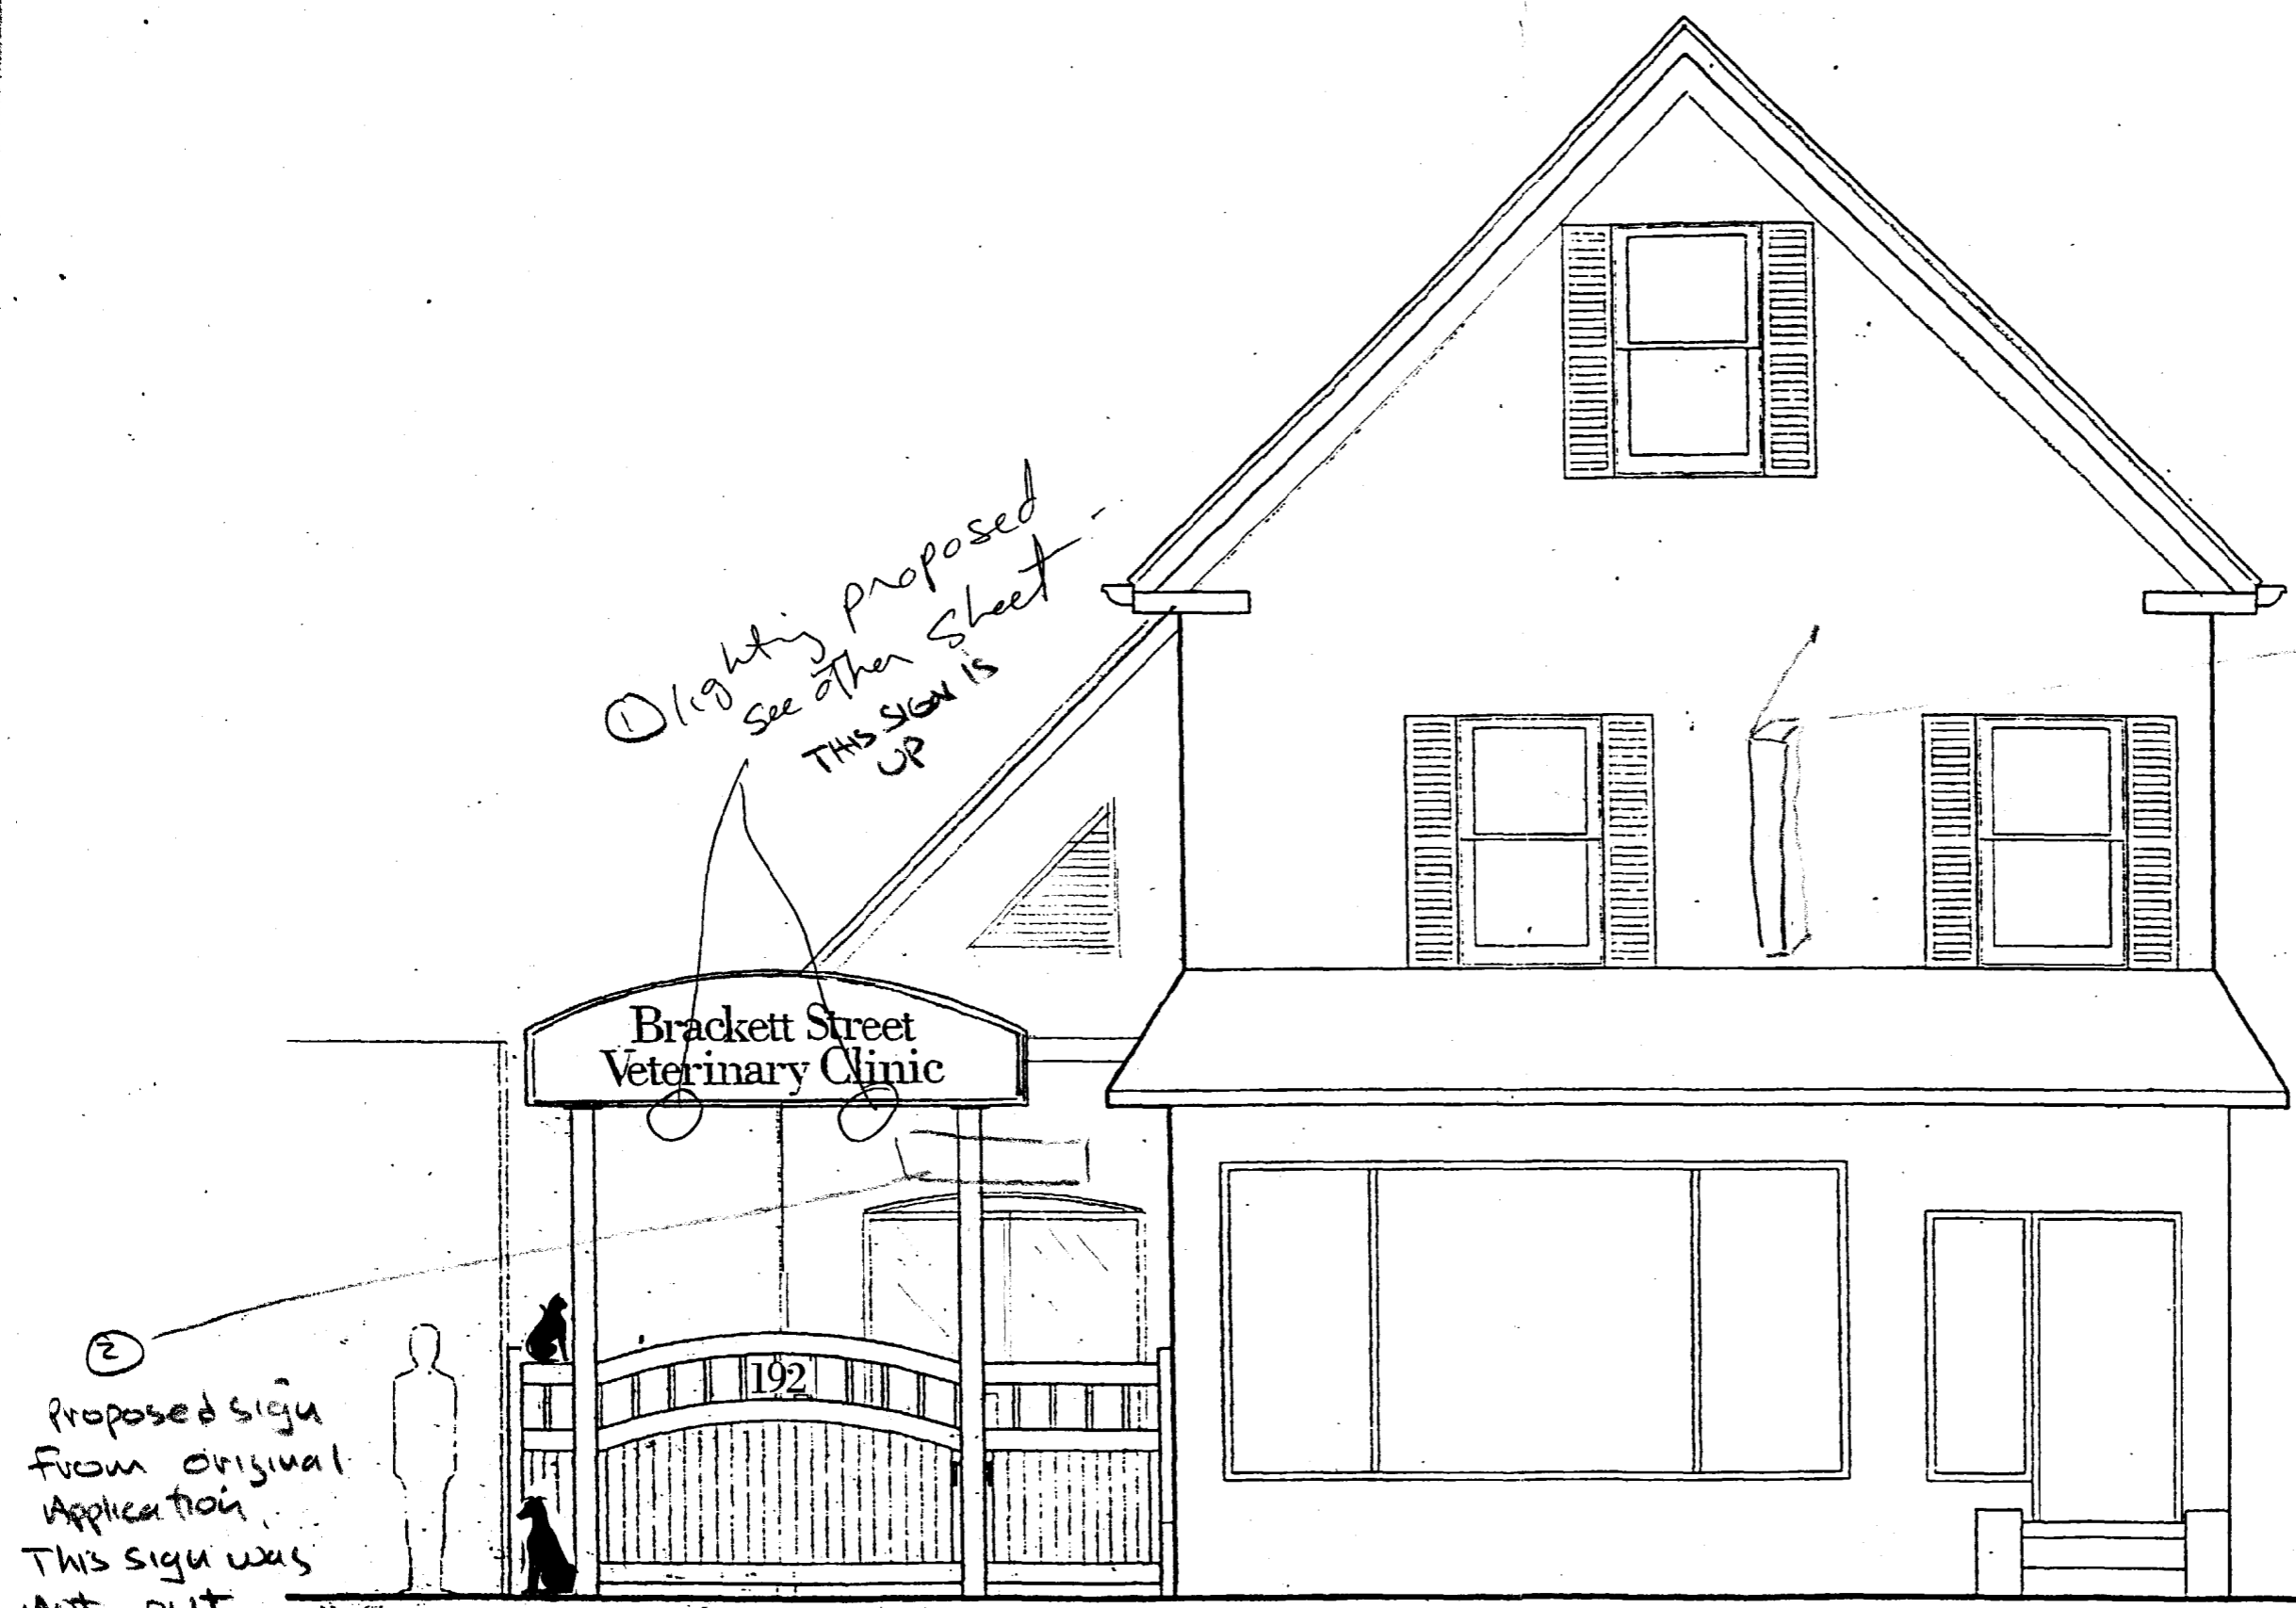 ① lighting proposed
see other sheet
THIS SIGN IS
UP
Brackett Street
Veterinary Clinic
192
②
proposed sign
from original
Application
This sign was